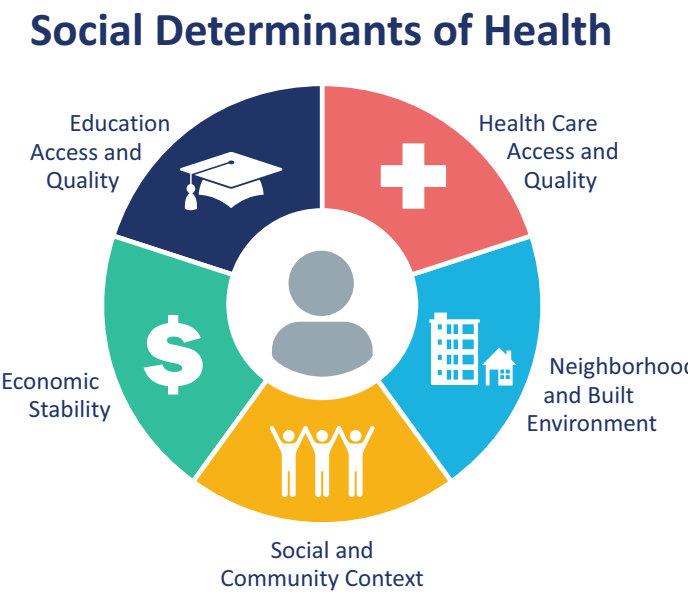 Social Determinants of Health
Education
Access and
Quality
Health Care
Access and
Quality
Economic
Stability
Neighborhood
and Built
Environment
Social and
Community Context
$